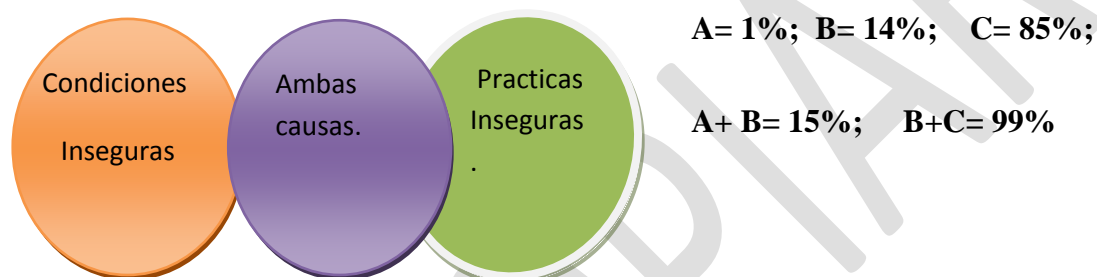 Condiciones
Inseguras
Ambas
causas.
Practicas
Inseguras
.
A= 1%; B= 14%; C= 85%;
A+ B= 15%; B+C= 99%